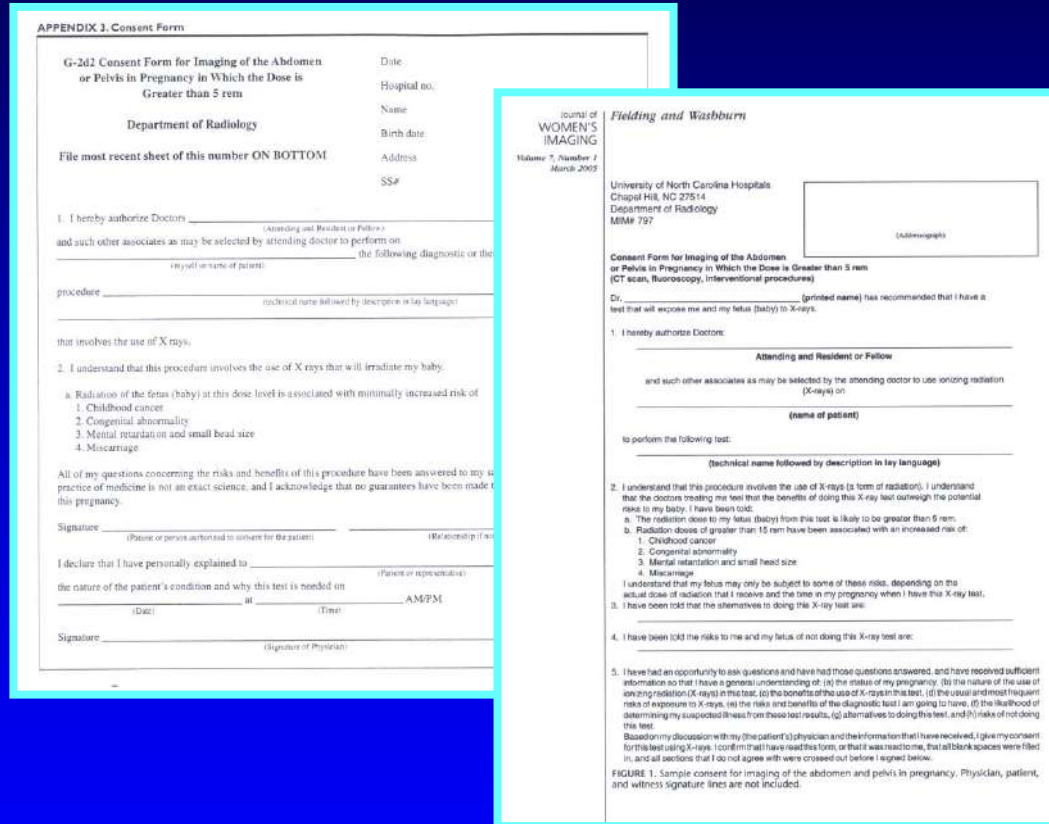 APPENDIX 3. Consent Form
G-2d2 Consent Form for Imaging of the Abdomen
or Pelvis in Pregnancy in Which the Dose is
Greater than 5 rem
Department of Radiology
File most recent sheet of this number ON BOTTOM
Date
Hospital no.
Name
Birth date
Address
SS#
1. I hereby authorize Doctors
(Attending and Resident or Fellow)
and such other associates as may be selected by attending doctor to perform on
the following diagnostic or the
(myself or name of patient)
procedure
(technical name followed by description in lay language)
that involves the use of X rays.
2. I understand that this procedure involves the use of X rays that will irradiate my baby.
a. Radiation of the fetus (baby) at this dose level is associated with minimally increased risk of
1. Childhood cancer
2. Congenital abnormality
3. Mental retardation and small head size
4. Miscarriage
All of my questions concerning the risks and benefits of this procedure have been answered to my s
practice of medicine is not an exact science, and I acknowledge that no guarantees have been made t
this pregnancy.
Signature
(Patient or person authorized to consent for the patient)
(Relationship if no
I declare that I have personally explained to
(Patient or representative)
the nature of the patient's condition and why this test is needed on
at AM/PM
(Date) (Time)
Signature
(Signature of Physician)
Journal of
WOMEN'S
IMAGING
Volume 7, Number 1
March 2005
Fielding and Washburn
University of North Carolina Hospitals
Chapel Hill, NC 27514
Department of Radiology
MIM# 797
(Addressograph)
Consent Form for Imaging of the Abdomen
or Pelvis in Pregnancy in Which the Dose is Greater than 5 rem
(CT scan, fluoroscopy, interventional procedures)
Dr. (printed name) has recommended that I have a
test that will expose me and my fetus (baby) to X-rays.
1. I hereby authorize Doctors:
Attending and Resident or Fellow
and such other associates as may be selected by the attending doctor to use ionizing radiation
(X-rays) on
(name of patient)
to perform the following test:
(technical name followed by description in lay language)
2. I understand that this procedure involves the use of X-rays (a form of radiation). I understand
that the doctors treating me feel that the benefits of doing this X-ray test outweigh the potential
risks to my baby. I have been told:
a. The radiation dose to my fetus (baby) from this test is likely to be greater than 5 rem.
b. Radiation doses of greater than 15 rem have been associated with an increased risk of:
1. Childhood cancer
2. Congenital abnormality
3. Mental retardation and small head size
4. Miscarriage
I understand that my fetus may only be subject to some of these risks, depending on the
actual dose of radiation that I receive and the time in my pregnancy when I have this X-ray test.
3. I have been told that the alternatives to doing this X-ray test are:
4. I have been told the risks to me and my fetus of not doing this X-ray test are:
5. I have had an opportunity to ask questions and have had those questions answered, and have received sufficient
information so that I have a general understanding of: (a) the status of my pregnancy, (b) the nature of the use of
ionizing radiation (X-rays) in this test, (c) the benefits of the use of X-rays in this test, (d) the usual and most frequent
risks of exposure to X-rays, (e) the risks and benefits of the diagnostic test I am going to have, (f) the likelihood of
determining my suspected illness from these test results, (g) alternatives to doing this test, and (h) risks of not doing
this test.
Based on my discussion with my (the patient's) physician and the information that I have received, I give my consent
for this test using X-rays. I confirm that I have read this form, or that it was read to me, that all blank spaces were filled
in, and all sections that I do not agree with were crossed out before I signed below.
FIGURE 1. Sample consent for imaging of the abdomen and pelvis in pregnancy. Physician, patient,
and witness signature lines are not included.